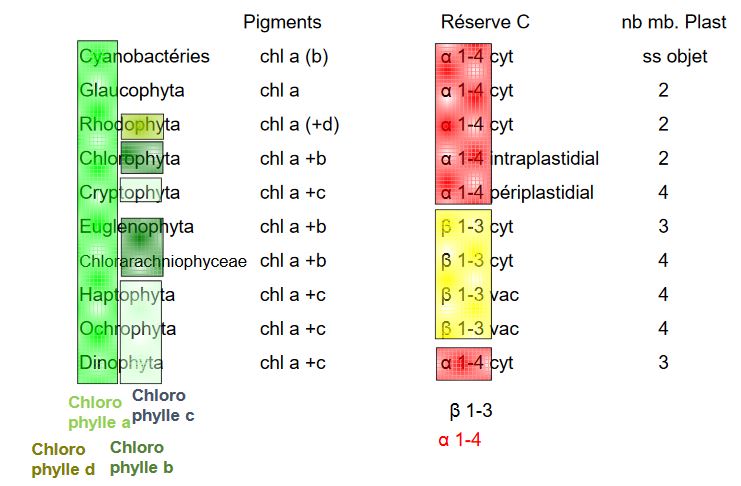 Pigments Réserve C nb mb. Plast
Cyanobactéries chl a (b) α 1-4 cyt ss objet
Glaucophyta chl a α 1-4 cyt 2
Rhodophyta chl a (+d) α 1-4 cyt 2
Chlorophyta chl a +b α 1-4 intraplastidial 2
Cryptophyta chl a +c α 1-4 périplastidial 4
Euglenophyta chl a +b β 1-3 cyt 3
Chlorarachniophyceae chl a +b β 1-3 cyt 4
Haptophyta chl a +c β 1-3 vac 4
Ochrophyta chl a +c β 1-3 vac 4
Dinophyta chl a +c α 1-4 cyt 3
Chloro
phylle a
Chloro
phylle c
β 1-3
α 1-4
Chloro
phylle d
Chloro
phylle b